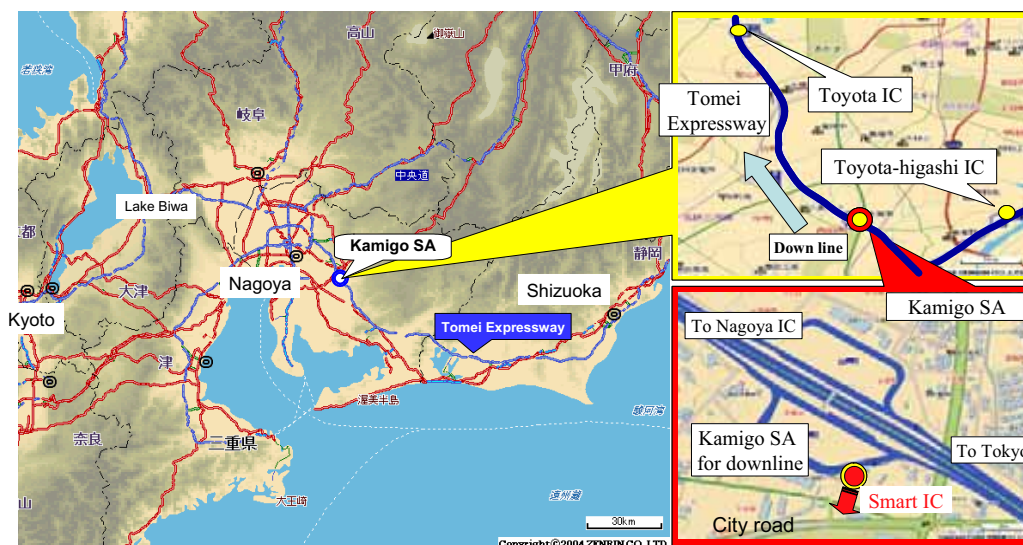 高山
御嶽山
若狭湾
甲府
岐阜
中央道
Lake Biwa
Kamigo SA
静岡
大津
Nagoya
Shizuoka
Kyoto
Tomei Expressway
津
渥美半島
駿河湾
奈良
三重県
大王崎
遠州灘
30km
Copyright©2004 ZENRIN CO. LTD
Toyota IC
Tomei
Expressway
Toyota-higashi IC
Down line
Kamigo SA
To Nagoya IC
Kamigo SA
for downline
To Tokyo
Smart IC
City road